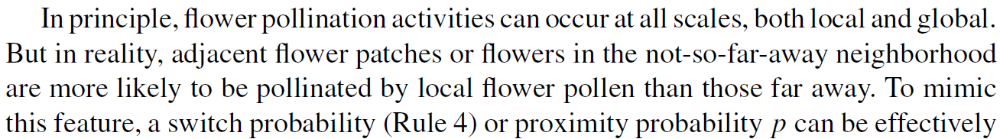 In principle, flower pollination activities can occur at all scales, both local and global.
But in reality, adjacent flower patches or flowers in the not-so-far-away neighborhood
are more likely to be pollinated by local flower pollen than those far away. To mimic
this feature, a switch probability (Rule 4) or proximity probability p can be effectively